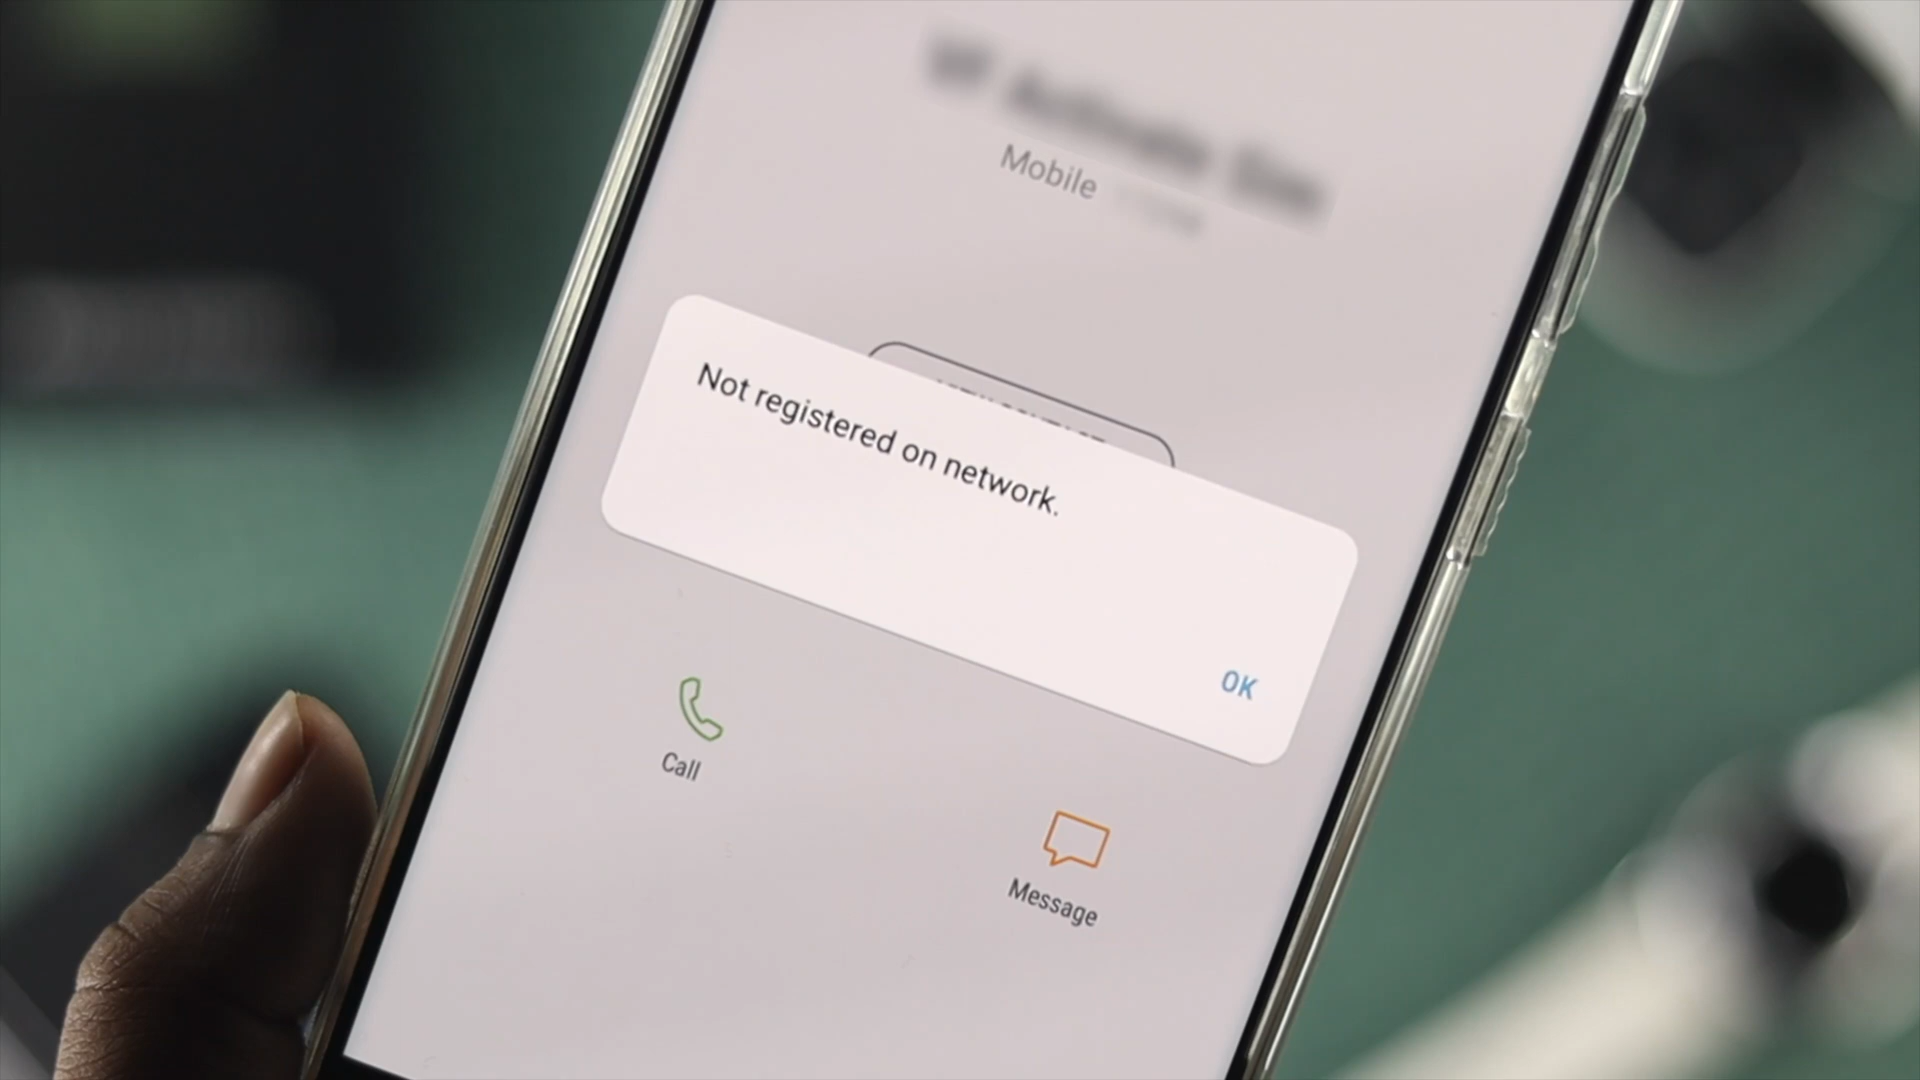 Mobile
Not registered on network.
OK
Call
Message